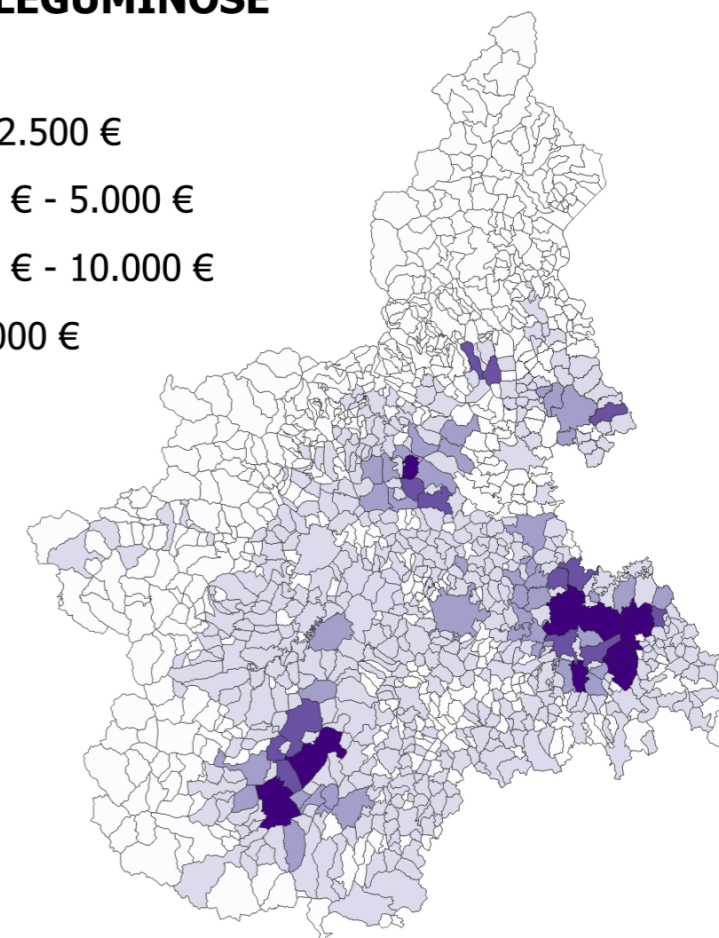 LEGUMINOSE
2.500 €
€ - 5.000 €
€ - 10.000 €
000 €